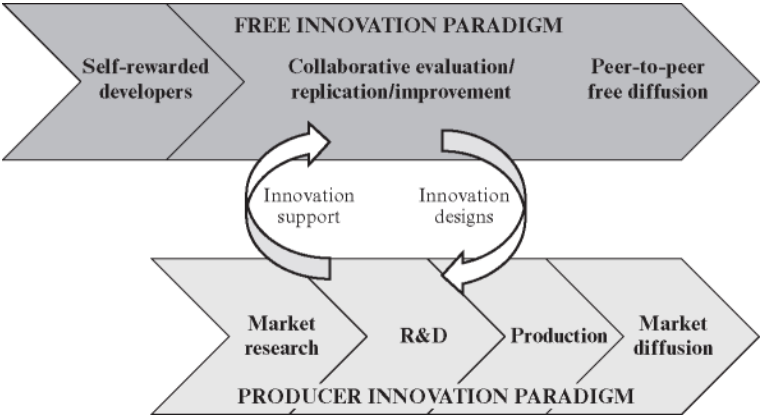 FREE INNOVATION PARADIGM
Self-rewarded
developers
Collaborative evaluation/
replication/improvement
Peer-to-peer
free diffusion
Innovation
support
Innovation
designs
Market
research
R&D
Production
Market
diffusion
PRODUCER INNOVATION PARADIGM